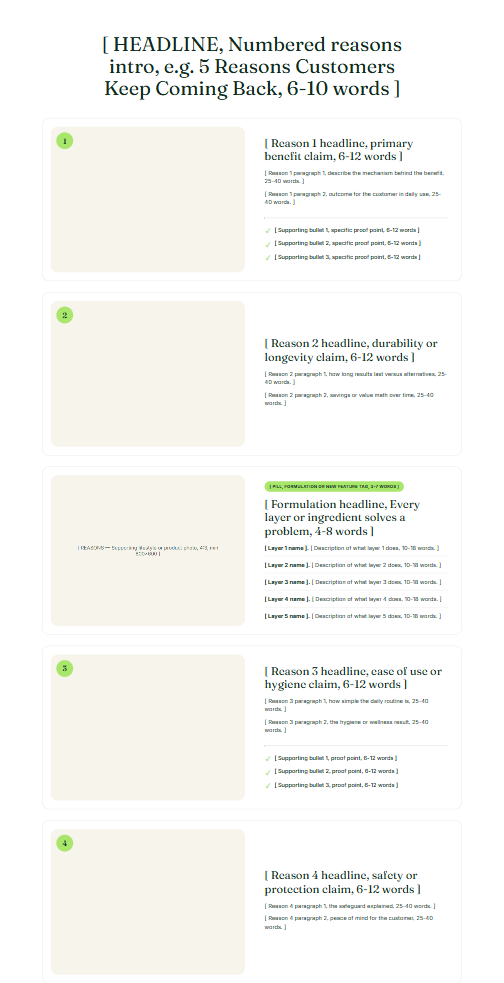 [ HEADLINE, Numbered reasons
intro, e.g. 5 Reasons Customers
Keep Coming Back, 6-10 words ]
1
[ Reason 1 headline, primary
benefit claim, 6-12 words ]
[ Reason 1 paragraph 1, describe the mechanism behind the benefit,
25-40 words. ]
[ Reason 1 paragraph 2, outcome for the customer in daily use, 25-
40 words. ]
✓ [ Supporting bullet 1, specific proof point, 6-12 words ]
✓ [ Supporting bullet 2, specific proof point, 6-12 words ]
✓ [ Supporting bullet 3, specific proof point, 6-12 words ]
2
[ Reason 2 headline, durability or
longevity claim, 6-12 words ]
[ Reason 2 paragraph 1, how long results last versus alternatives, 25-
40 words. ]
[ Reason 2 paragraph 2, savings or value math over time, 25-40
words. ]
[ REASONS — Supporting lifestyle or product photo, 4:3, min
800×600 ]
[ PILL, FORMULATION OR NEW FEATURE TAG, 3-7 WORDS ]
[ Formulation headline, Every
layer or ingredient solves a
problem, 4-8 words ]
[ Layer 1 name ]. [ Description of what layer 1 does, 10-18 words. ]
[ Layer 2 name ]. [ Description of what layer 2 does, 10-18 words. ]
[ Layer 3 name ]. [ Description of what layer 3 does, 10-18 words. ]
[ Layer 4 name ]. [ Description of what layer 4 does, 10-18 words. ]
[ Layer 5 name ]. [ Description of what layer 5 does, 10-18 words. ]
3
[ Reason 3 headline, ease of use or
hygiene claim, 6-12 words ]
[ Reason 3 paragraph 1, how simple the daily routine is, 25-40
words. ]
[ Reason 3 paragraph 2, the hygiene or wellness result, 25-40
words. ]
✓ [ Supporting bullet 1, proof point, 6-12 words ]
✓ [ Supporting bullet 2, proof point, 6-12 words ]
✓ [ Supporting bullet 3, proof point, 6-12 words ]
4
[ Reason 4 headline, safety or
protection claim, 6-12 words ]
[ Reason 4 paragraph 1, the safeguard explained, 25-40 words. ]
[ Reason 4 paragraph 2, peace of mind for the customer, 25-40
words. ]